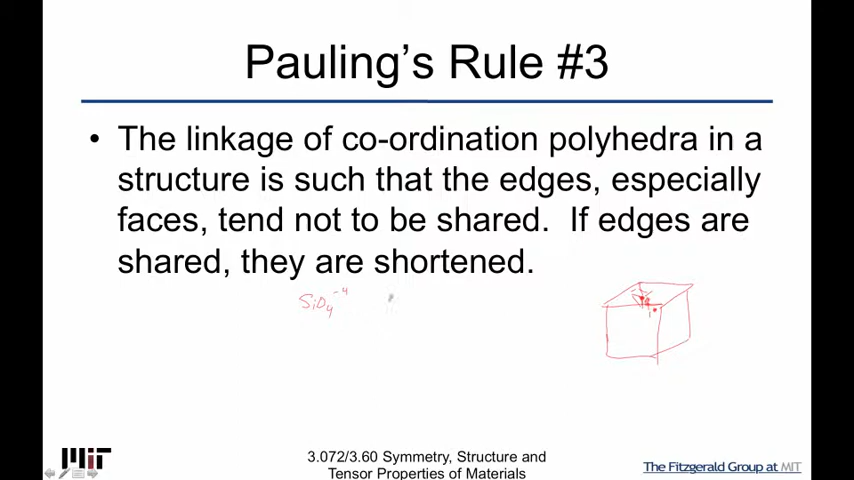 Pauling's Rule #3
• The linkage of co-ordination polyhedra in a
structure is such that the edges, especially
faces, tend not to be shared.  If edges are
shared, they are shortened.
SiO₄⁻⁴
MIT
3.072/3.60 Symmetry, Structure and
Tensor Properties of Materials
The Fitzgerald Group at MIT